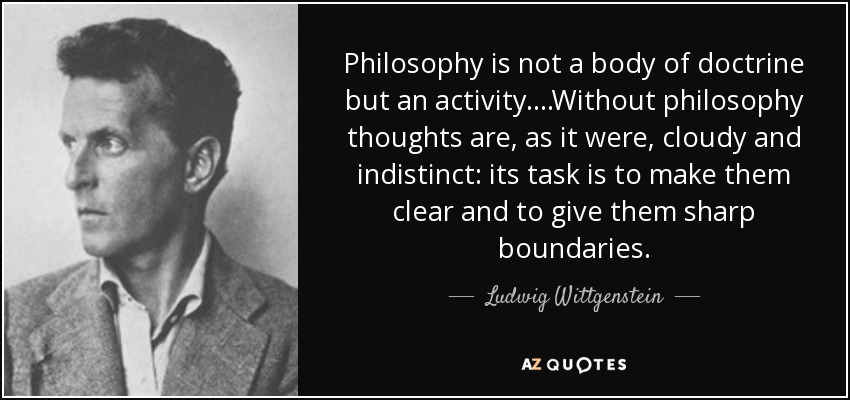 Philosophy is not a body of doctrine
but an activity....Without philosophy
thoughts are, as it were, cloudy and
indistinct: its task is to make them
clear and to give them sharp
boundaries.
Ludwig Wittgenstein
AZ QUOTES